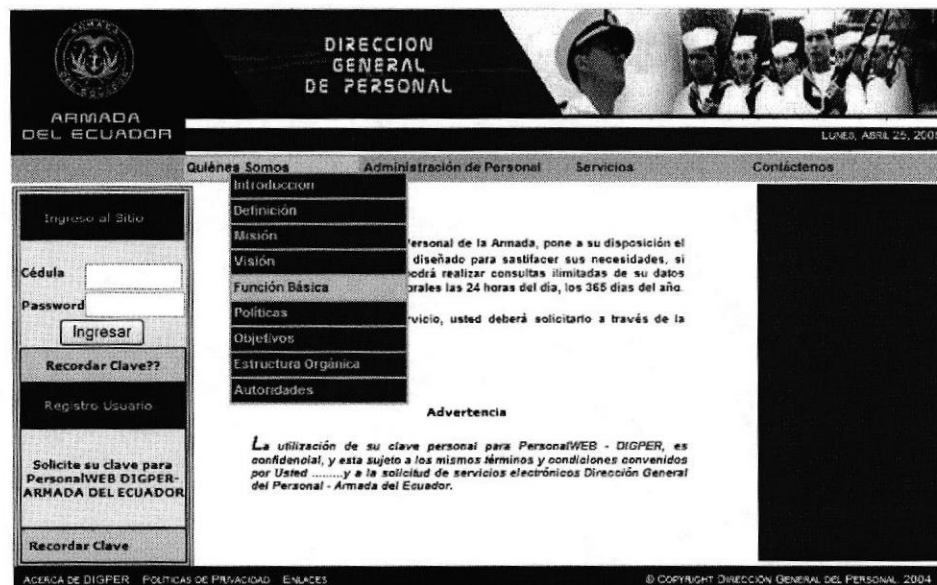 ARMADA
DEL ECUADOR
DIRECCION
GENERAL
DE PERSONAL
LUNES, ABRIL 25, 2005
Quiénes Somos
Administración de Personal
Servicios
Contáctenos
Introduccion
Definición
Misión
Visión
Función Básica
Políticas
Objetivos
Estructura Orgánica
Autoridades
Ingreso al Sitio
Cédula
Password
Ingresar
Recordar Clave??
Registro Usuario
Solicite su clave para
PersonalWEB DIGPER-
ARMADA DEL ECUADOR
Recordar Clave
ersonal de la Armada, pone a su disposición el
diseñado para sastifacer sus necesidades, si
podrá realizar consultas ilimitadas de su datos
orales las 24 horas del día, los 365 dias del año.
rvicio, usted deberá solicitarlo a través de la
Advertencia
La utilización de su clave personal para PersonalWEB - DIGPER, es
confidencial, y esta sujeto a los mismos términos y condiciones convenidos
por Usted ........y a la solicitud de servicios electrónicos Dirección General
del Personal - Armada del Ecuador.
ACERCA DE DIGPER POLITICAS DE PRIVACIDAD ENLACES
© COPYRIGHT DIRECCIÓN GENERAL DEL PERSONAL 2004